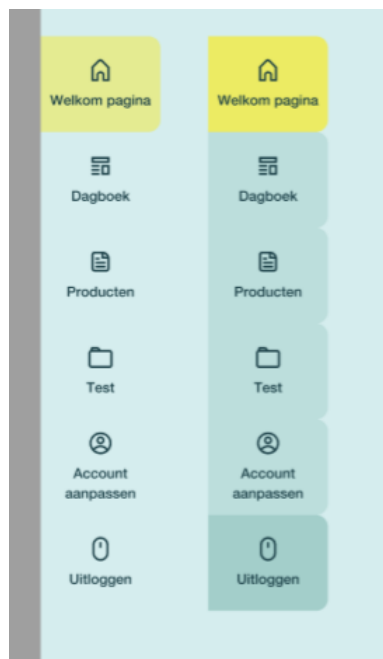 Welkom pagina
Dagboek
Producten
Test
Account
aanpassen
Uitloggen
Welkom pagina
Dagboek
Producten
Test
Account
aanpassen
Uitloggen